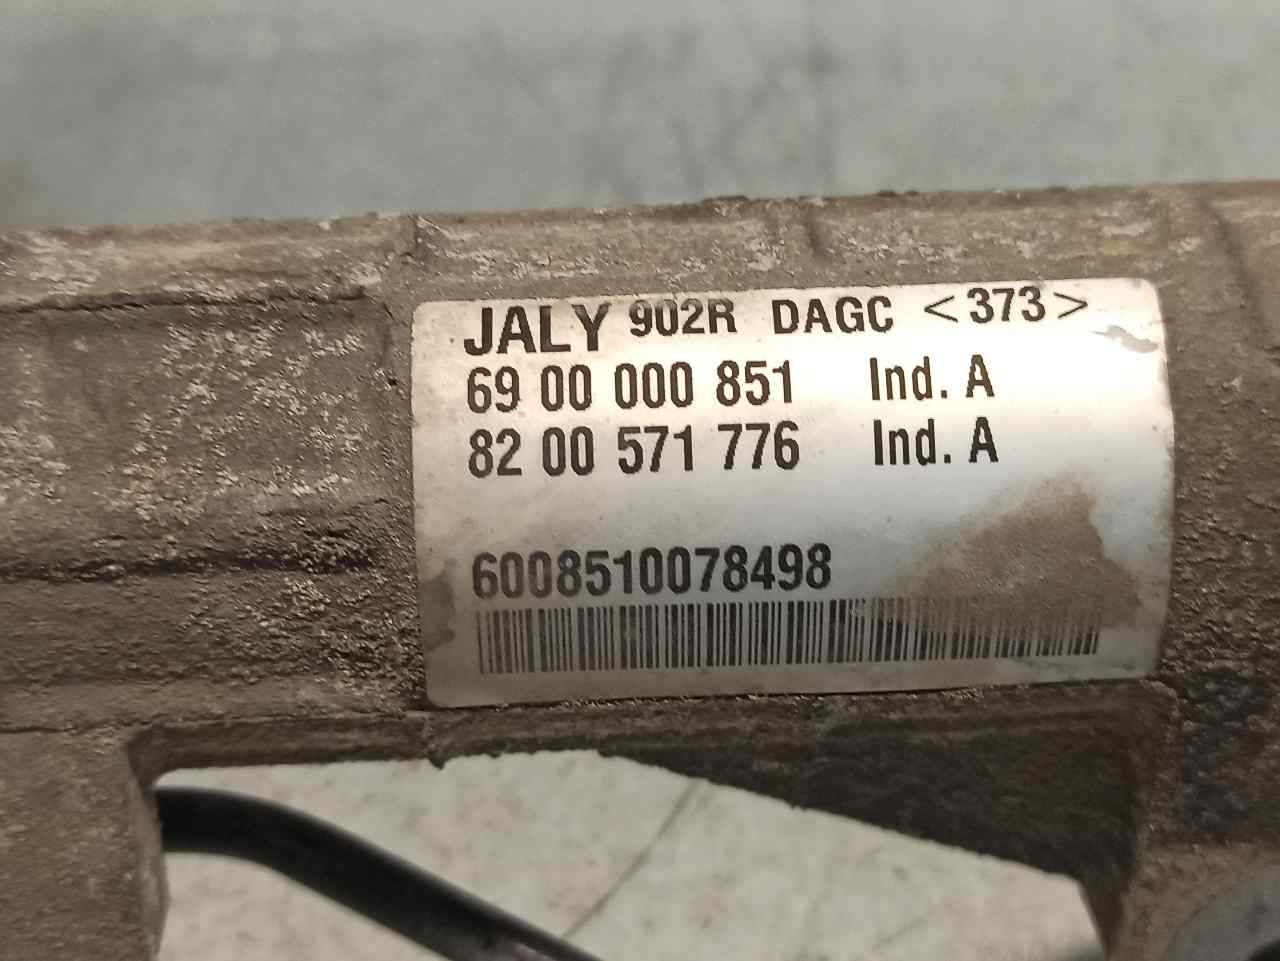 JALY 902R DAGC <373>
69 00 000 851 Ind. A
82 00 571 776 Ind. A
6008510078498